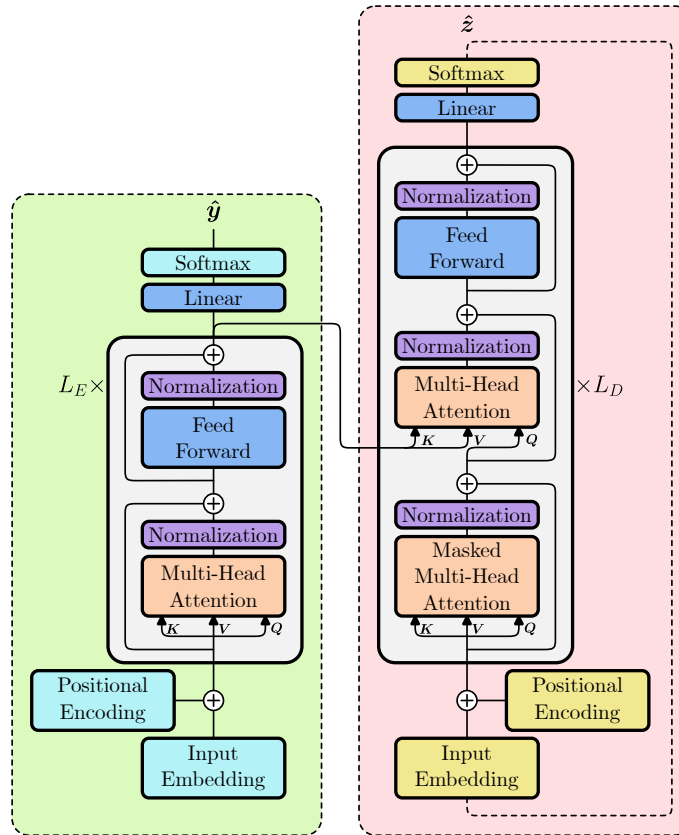 ŷ
Softmax
Linear
L_E×
Normalization
Feed
Forward
Normalization
Multi-Head
Attention
K V Q
Positional
Encoding
Input
Embedding
ẑ
Softmax
Linear
Normalization
Feed
Forward
Normalization
Multi-Head
Attention
×L_D
K V Q
Normalization
Masked
Multi-Head
Attention
K V Q
Positional
Encoding
Input
Embedding